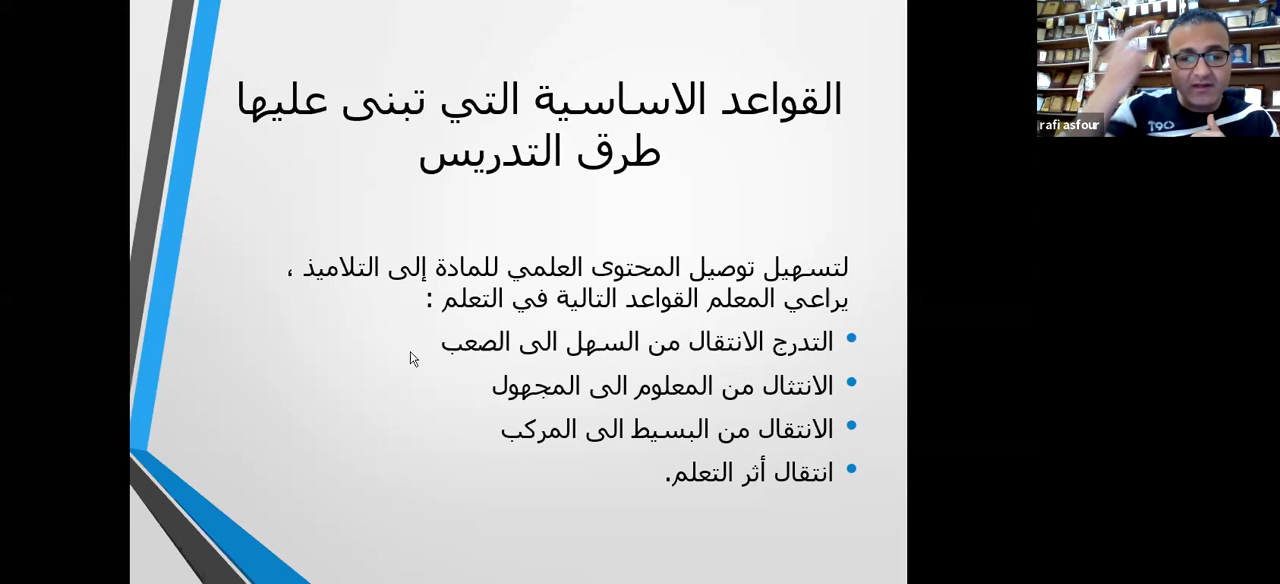 القواعد الاساسية التي تبنى عليها
طرق التدريس
لتسهيل توصيل المحتوى العلمي للمادة إلى التلاميذ ،
يراعي المعلم القواعد التالية في التعلم :
التدرج الانتقال من السهل الى الصعب
الانتثال من المعلوم الى المجهول
الانتقال من البسيط الى المركب
انتقال أثر التعلم.
rafi asfour
T90